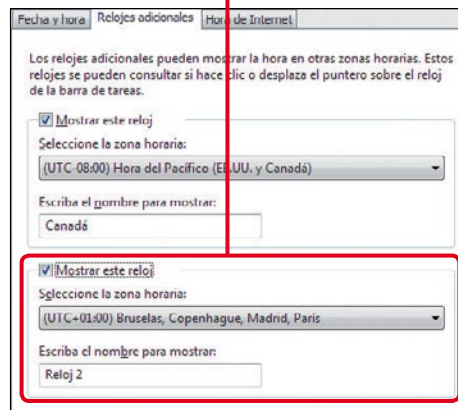 Fecha y hora Relojes adicionales Hora de Internet
Los relojes adicionales pueden mostrar la hora en otras zonas horarias. Estos
relojes se pueden consultar si hace clic o desplaza el puntero sobre el reloj
de la barra de tareas.
Mostrar este reloj
Seleccione la zona horaria:
(UTC-08:00) Hora del Pacífico (EE.UU. y Canadá)
Escriba el nombre para mostrar:
Canadá
Mostrar este reloj
Seleccione la zona horaria:
(UTC+01:00) Bruselas, Copenhague, Madrid, París
Escriba el nombre para mostrar:
Reloj 2